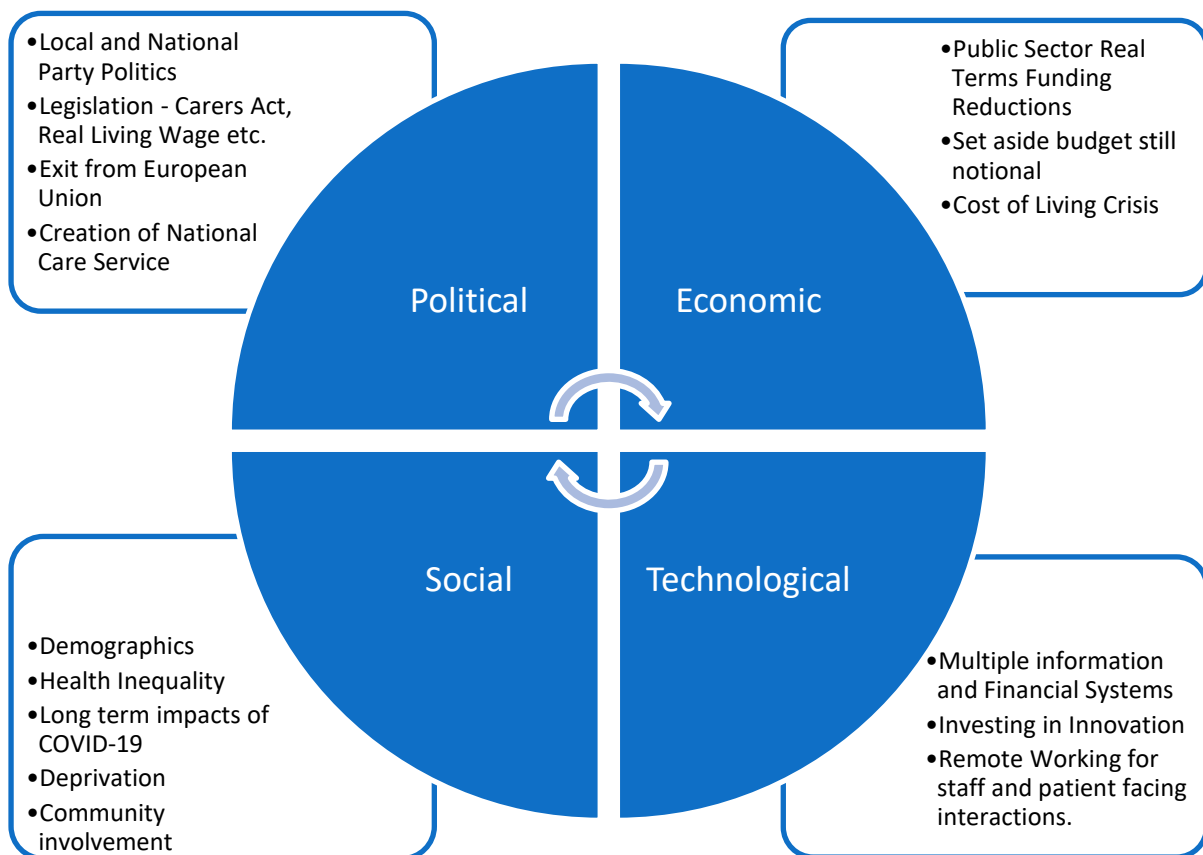 •Local and National
Party Politics
•Legislation - Carers Act,
Real Living Wage etc.
•Exit from European
Union
•Creation of National
Care Service
•Public Sector Real
Terms Funding
Reductions
•Set aside budget still
notional
•Cost of Living Crisis
Political
Economic
Social
Technological
•Demographics
•Health Inequality
•Long term impacts of
COVID-19
•Deprivation
•Community
involvement
•Multiple information
and Financial Systems
•Investing in Innovation
•Remote Working for
staff and patient facing
interactions.